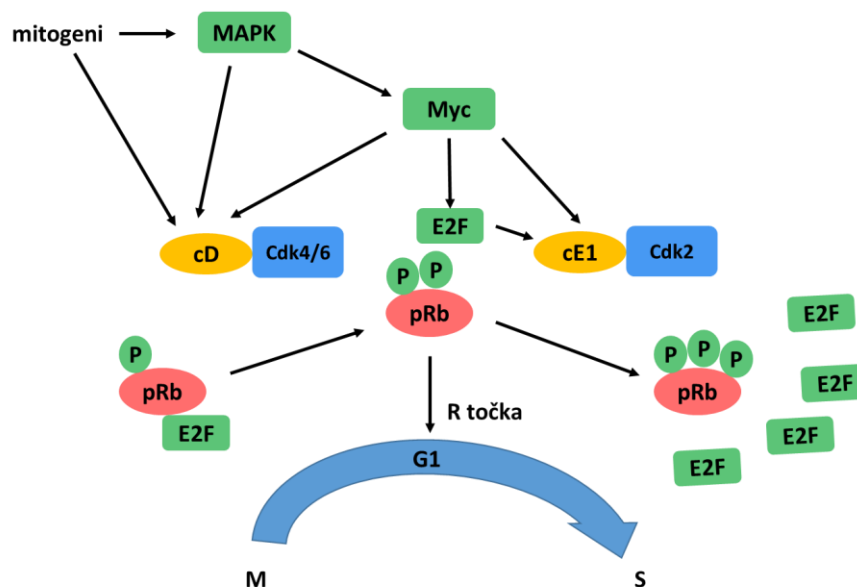 mitogeni
MAPK
Myc
E2F
cD
Cdk4/6
cE1
Cdk2
P
P
pRb
P
pRb
E2F
P
P
P
pRb
E2F
E2F
E2F
E2F
R točka
G1
M
S